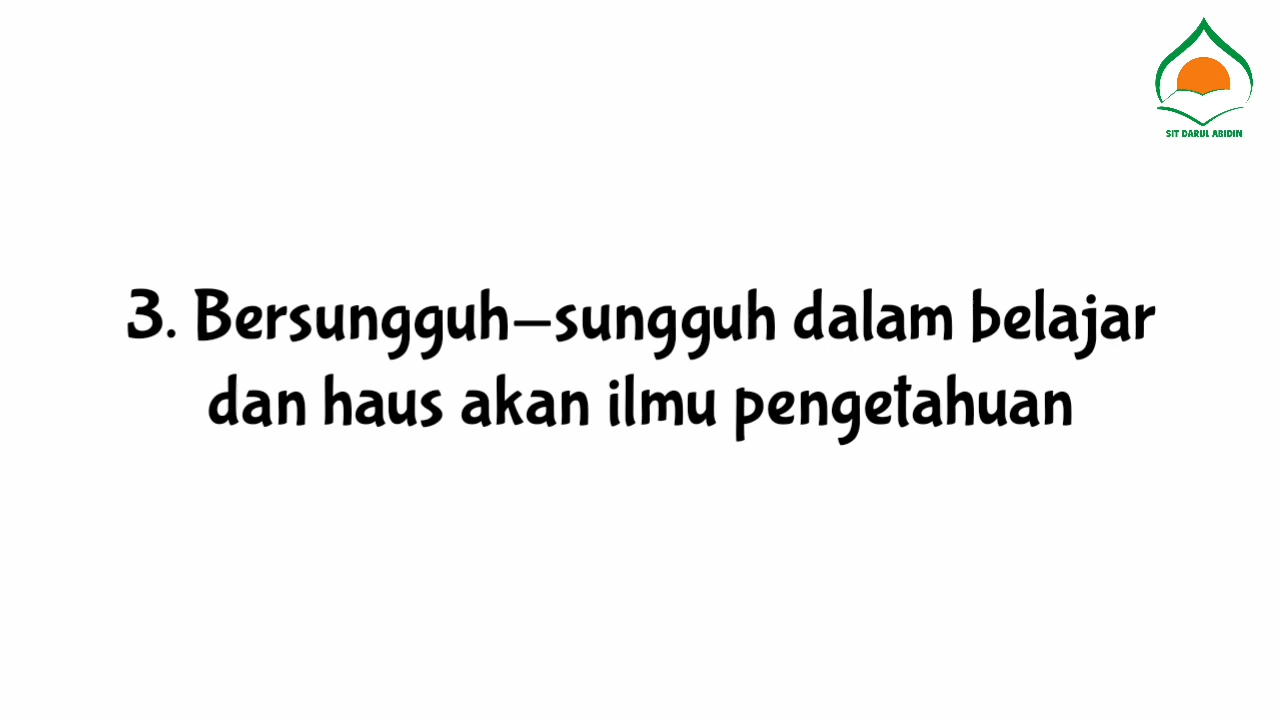 SIT DARUL ABIDIN
3. Bersungguh-sungguh dalam belajar
dan haus akan ilmu pengetahuan